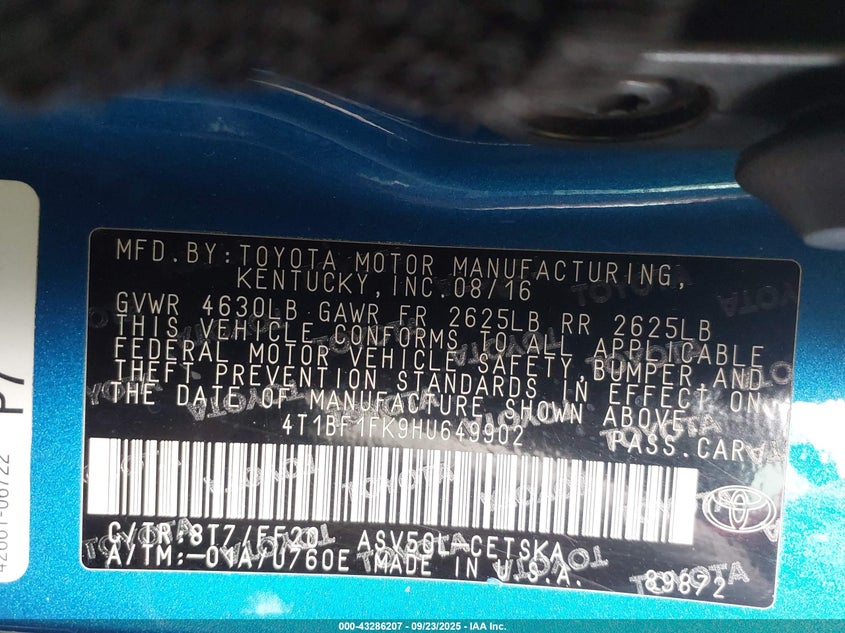 MFD.BY:TOYOTA MOTOR MANUFACTURING,
KENTUCKY,INC.08/16
GVWR 4630LB GAWR FR 2625LB RR 2625LB
THIS VEHICLE CONFORMS TO ALL APPLICABLE
FEDERAL MOTOR VEHICLE SAFETY,BUMPER,AND
THEFT PREVENTION STANDARDS IN EFFECT ON
THE DATE OF MANUFACTURE SHOWN ABOVE.
4T1BF1FK9HU649902
PASS.CAR
C/TR:8T7/FF20 ASV50L-CETSKA
A/TM:-01A/U760E MADE IN U.S.A. 89872
P7
000-43286207 - 09/23/2025 - IAA Inc.